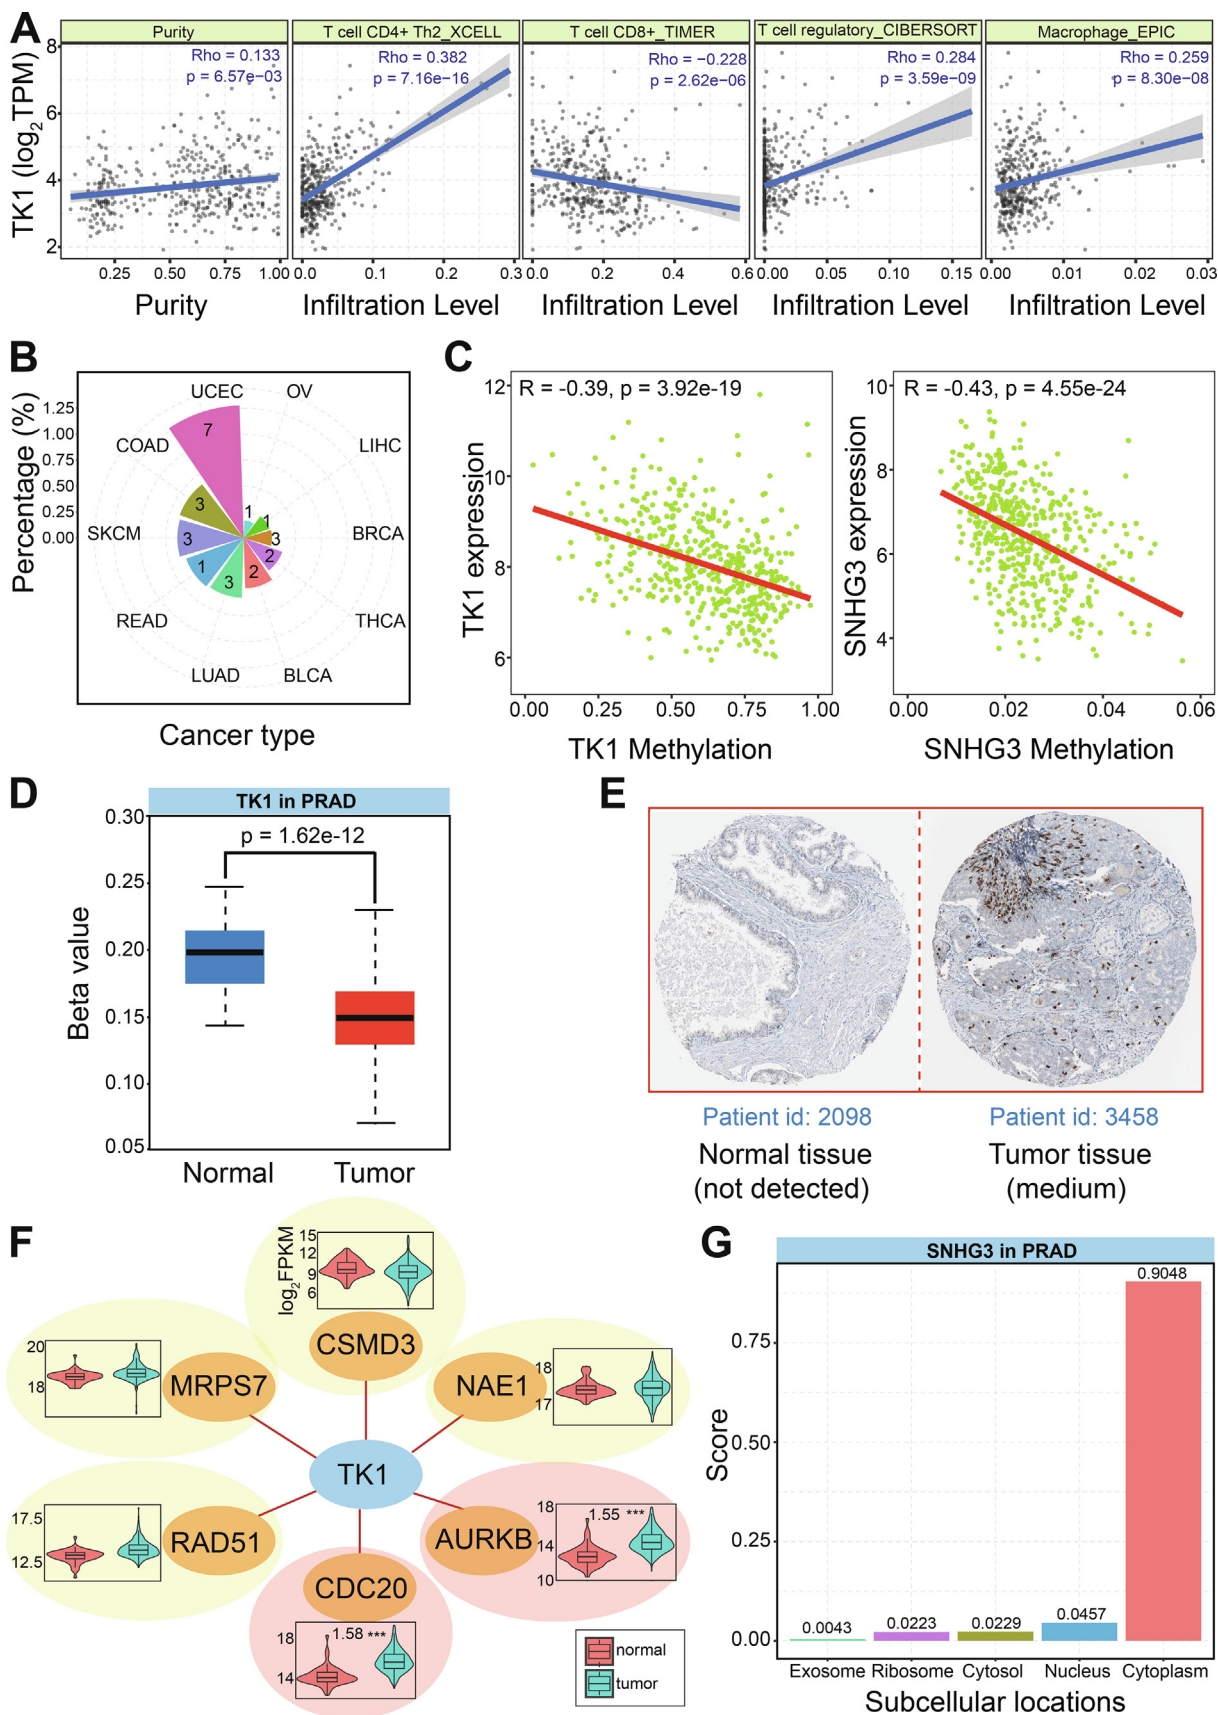 A
Purity
T cell CD4+ Th2_XCELL
T cell CD8+_TIMER
T cell regulatory_CIBERSORT
Macrophage_EPIC
Rho = 0.133
p = 6.57e−03
Rho = 0.382
p = 7.16e−16
Rho = −0.228
p = 2.62e−06
Rho = 0.284
p = 3.59e−09
Rho = 0.259
p = 8.30e−08
TK1 (log2TPM)
8
6
4
2
0.25 0.50 0.75 1.00
0.0 0.1 0.2 0.3
0.0 0.2 0.4 0.6
0.00 0.05 0.10 0.15
0.00 0.01 0.02 0.03
Purity
Infiltration Level
Infiltration Level
Infiltration Level
Infiltration Level
B
Percentage (%)
1.25
1.00
0.75
0.50
0.25
0.00
UCEC
OV
LIHC
BRCA
THCA
BLCA
LUAD
READ
SKCM
COAD
7
3
3
1
3
2
2
3
1
1
Cancer type
C
R = -0.39, p = 3.92e-19
TK1 expression
12
10
8
6
0.00 0.25 0.50 0.75 1.00
TK1 Methylation
R = -0.43, p = 4.55e-24
SNHG3 expression
10
8
6
4
0.00 0.02 0.04 0.06
SNHG3 Methylation
D
TK1 in PRAD
p = 1.62e-12
Beta value
0.30
0.25
0.20
0.15
0.10
0.05
Normal
Tumor
E
Patient id: 2098
Normal tissue
(not detected)
Patient id: 3458
Tumor tissue
(medium)
F
log2FPKM
15
12
9
6
CSMD3
20
18
MRPS7
NAE1
18
17
TK1
17.5
12.5
RAD51
AURKB
18
14
10
1.55 ***
CDC20
18
14
1.58 ***
normal
tumor
G
SNHG3 in PRAD
Score
0.75
0.50
0.25
0.00
0.0043
0.0223
0.0229
0.0457
0.9048
Exosome Ribosome Cytosol Nucleus Cytoplasm
Subcellular locations